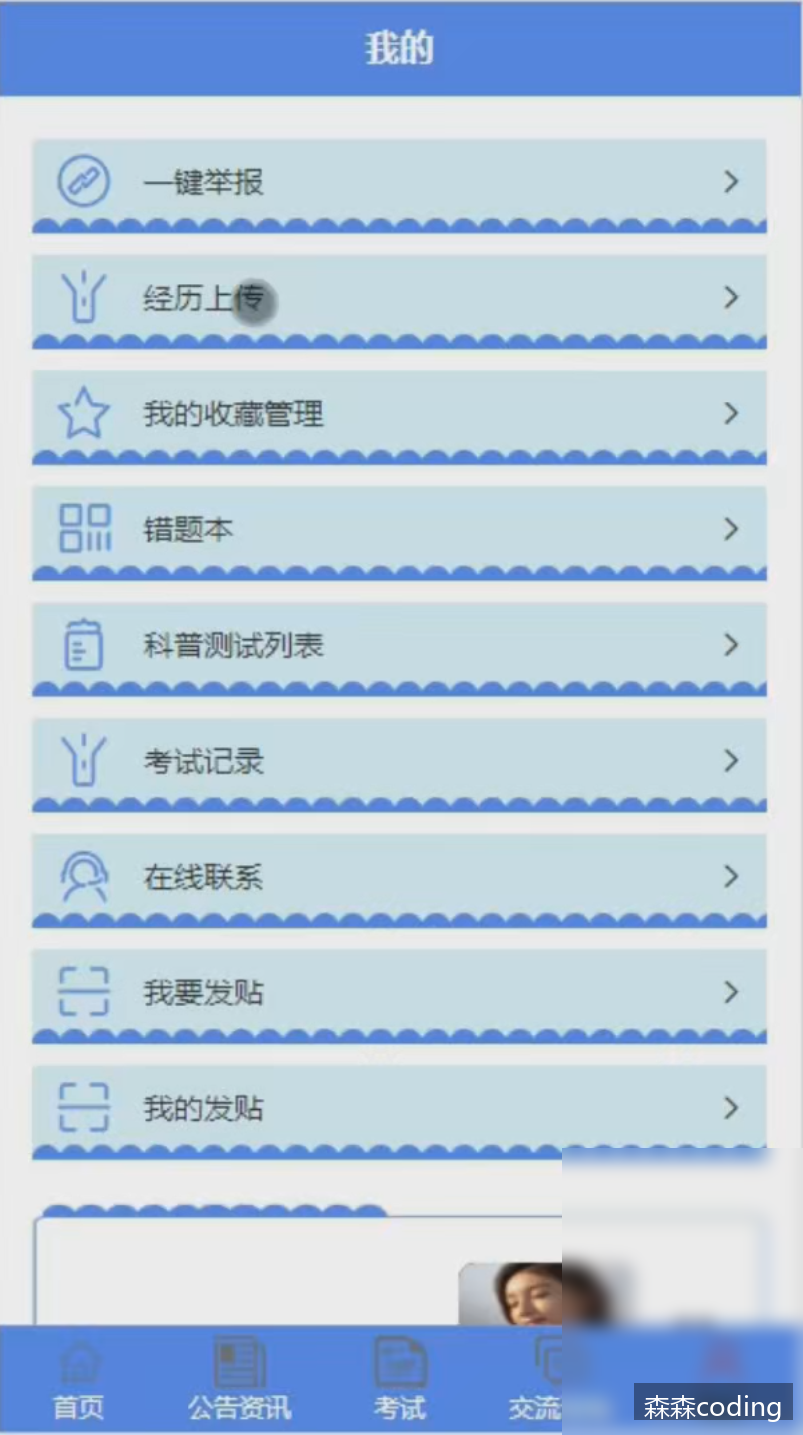 我的
一键举报
经历上传
我的收藏管理
错题本
科普测试列表
考试记录
在线联系
我要发贴
我的发贴
首页
公告资讯
考试
交流
森森coding